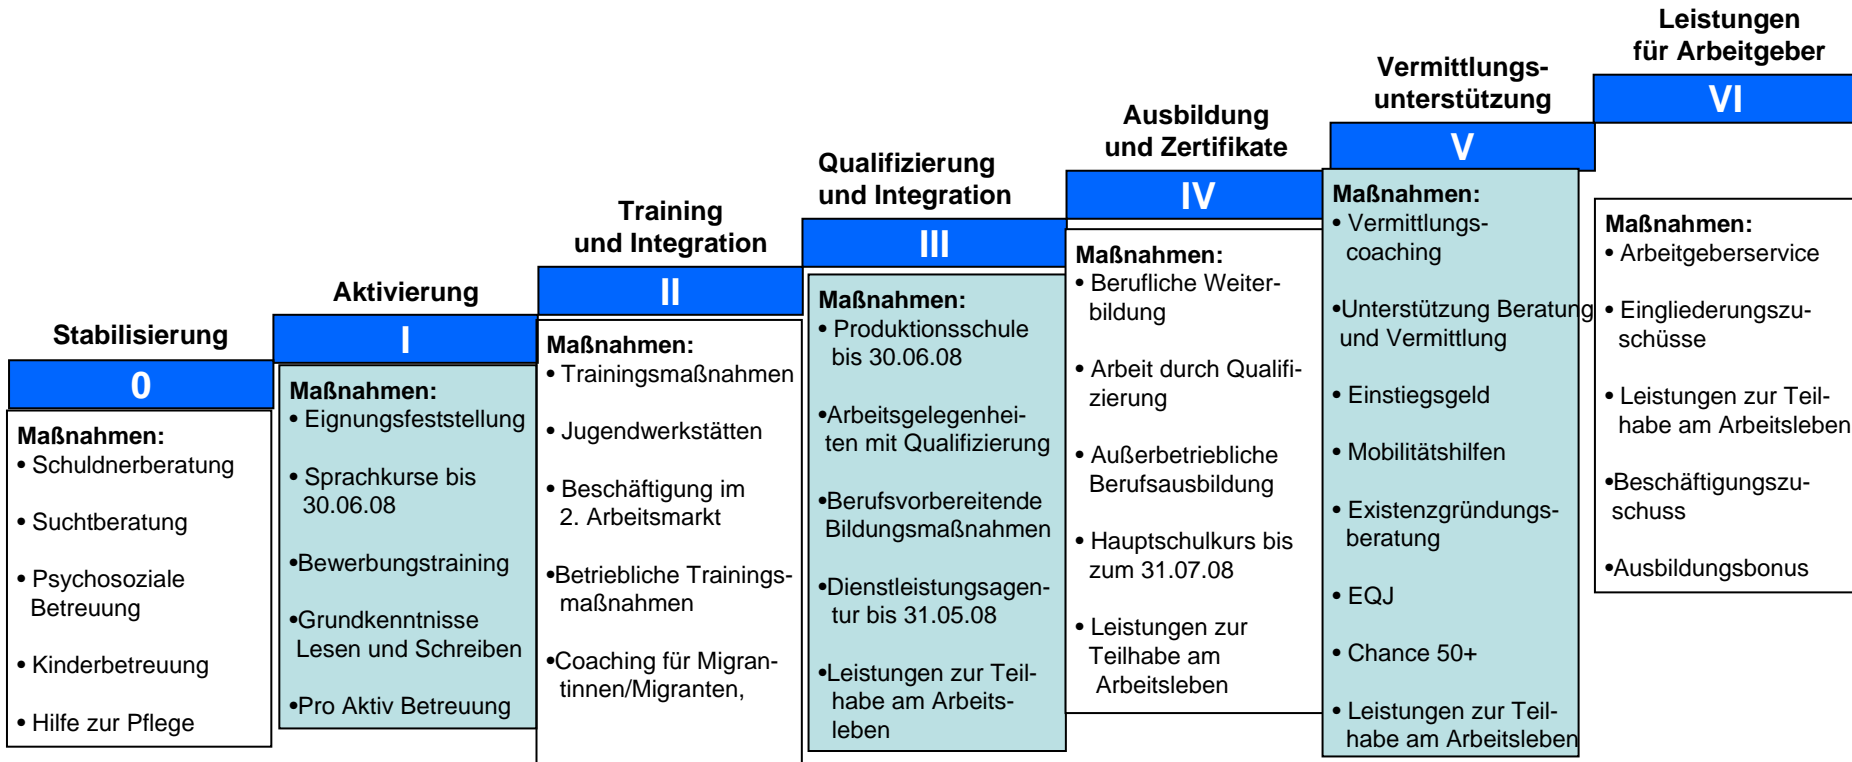 Stabilisierung
0
Maßnahmen:
• Schuldnerberatung
• Suchtberatung
• Psychosoziale
Betreuung
• Kinderbetreuung
• Hilfe zur Pflege
Aktivierung
I
Maßnahmen:
• Eignungsfeststellung
• Sprachkurse bis
30.06.08
•Bewerbungstraining
•Grundkenntnisse
Lesen und Schreiben
•Pro Aktiv Betreuung
Training
und Integration
II
Maßnahmen:
• Trainingsmaßnahmen
• Jugendwerkstätten
• Beschäftigung im
2. Arbeitsmarkt
•Betriebliche Trainings-
maßnahmen
•Coaching für Migran-
tinnen/Migranten,
Qualifizierung
und Integration
III
Maßnahmen:
• Produktionsschule
bis 30.06.08
•Arbeitsgelegenhei-
ten mit Qualifizierung
•Berufsvorbereitende
Bildungsmaßnahmen
•Dienstleistungsagen-
tur bis 31.05.08
•Leistungen zur Teil-
habe am Arbeits-
leben
Ausbildung
und Zertifikate
IV
Maßnahmen:
• Berufliche Weiter-
bildung
• Arbeit durch Qualifi-
zierung
• Außerbetriebliche
Berufsausbildung
• Hauptschulkurs bis
zum 31.07.08
• Leistungen zur
Teilhabe am
Arbeitsleben
Vermittlungs-
unterstützung
V
Maßnahmen:
• Vermittlungs-
coaching
•Unterstützung Beratung
und Vermittlung
• Einstiegsgeld
• Mobilitätshilfen
• Existenzgründungs-
beratung
• EQJ
• Chance 50+
• Leistungen zur Teil-
habe am Arbeitsleben
Leistungen
für Arbeitgeber
VI
Maßnahmen:
• Arbeitgeberservice
• Eingliederungszu-
schüsse
• Leistungen zur Teil-
habe am Arbeitsleben
•Beschäftigungszu-
schuss
•Ausbildungsbonus